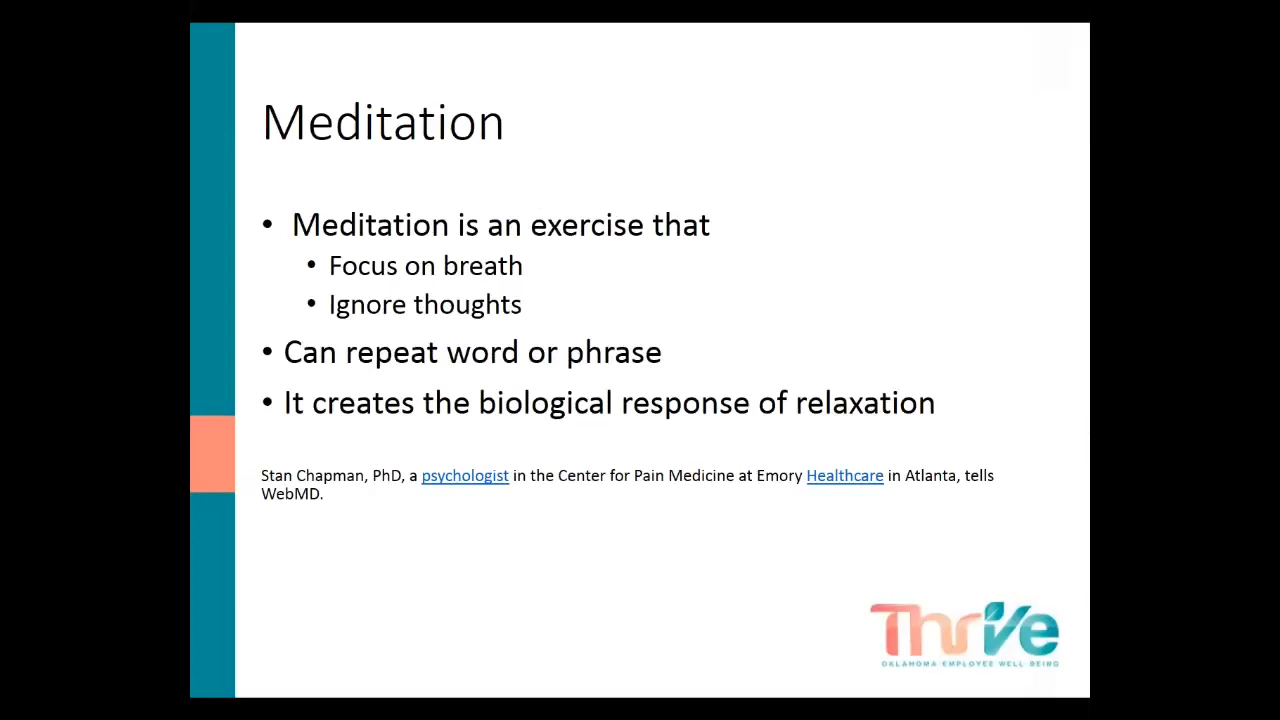 Meditation
• Meditation is an exercise that
• Focus on breath
• Ignore thoughts
• Can repeat word or phrase
• It creates the biological response of relaxation
Stan Chapman, PhD, a psychologist in the Center for Pain Medicine at Emory Healthcare in Atlanta, tells
WebMD.
Thrive
OKLAHOMA EMPLOYEE WELL-BEING